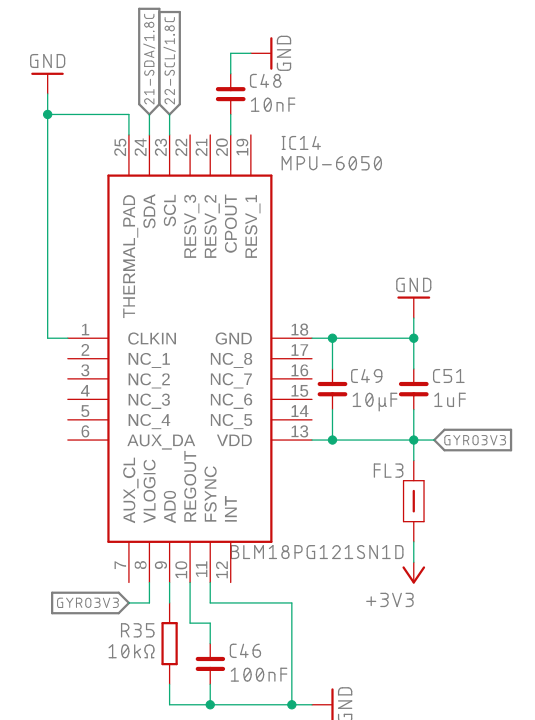 GND
21-SDA/1.8C
22-SCL/1.8C
GND
C48
10nF
IC14
MPU-6050
25
24
23
22
21
20
19
THERMAL_PAD
SDA
SCL
RESV_3
RESV_2
CPOUT
RESV_1
GND
1
CLKIN
GND
18
2
NC_1
NC_8
17
3
NC_2
NC_7
16
4
NC_3
NC_6
15
5
NC_4
NC_5
14
6
AUX_DA
VDD
13
C49
10µF
C51
1uF
GYRO3V3
AUX_CL
VLOGIC
AD0
REGOUT
FSYNC
INT
FL3
BLM18PG121SN1D
7
8
9
10
11
12
+3V3
GYRO3V3
R35
10kΩ
C46
100nF
GND